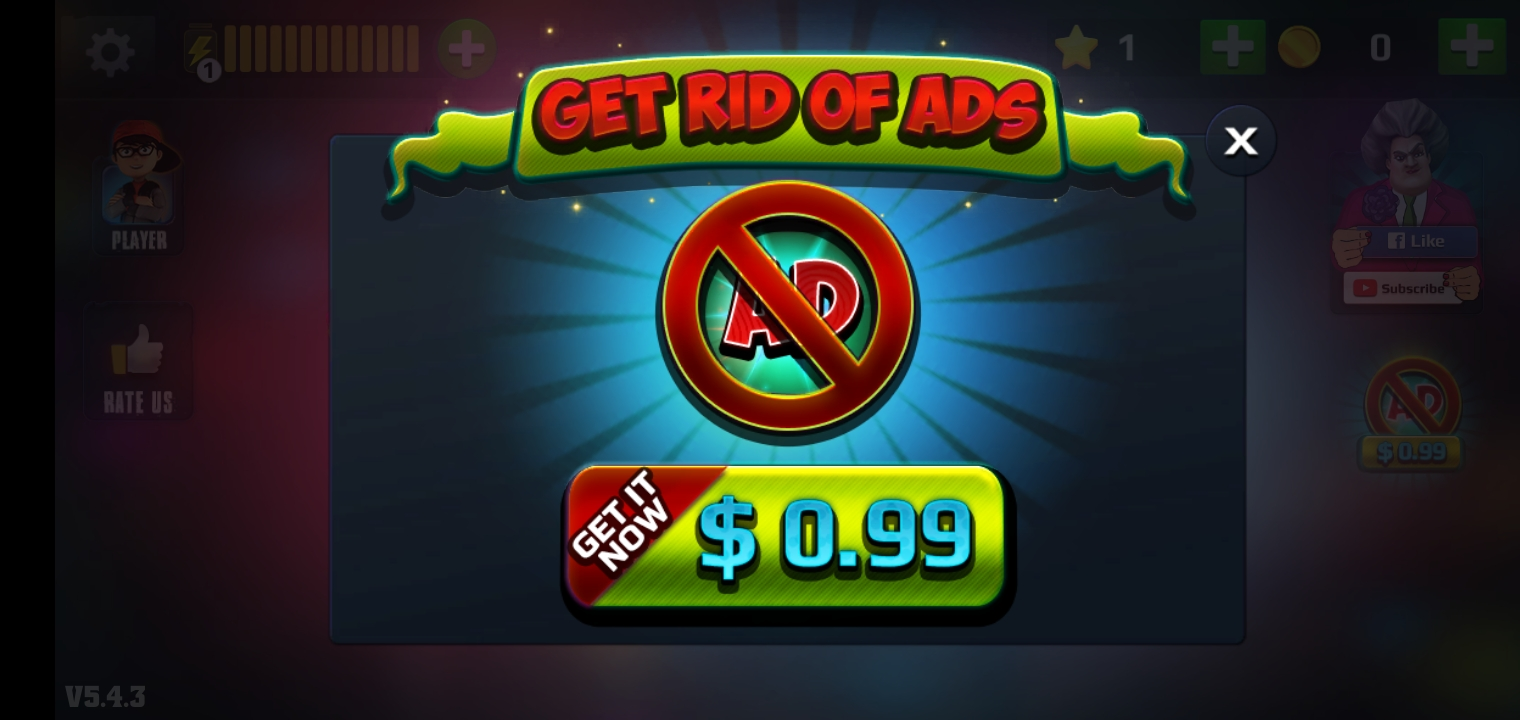 1
1
0
GET RID OF ADS
X
PLAYER
Like
Subscribe
AD
RATE US
AD
$ 0.99
GET IT
NOW
$ 0.99
V5.4.3